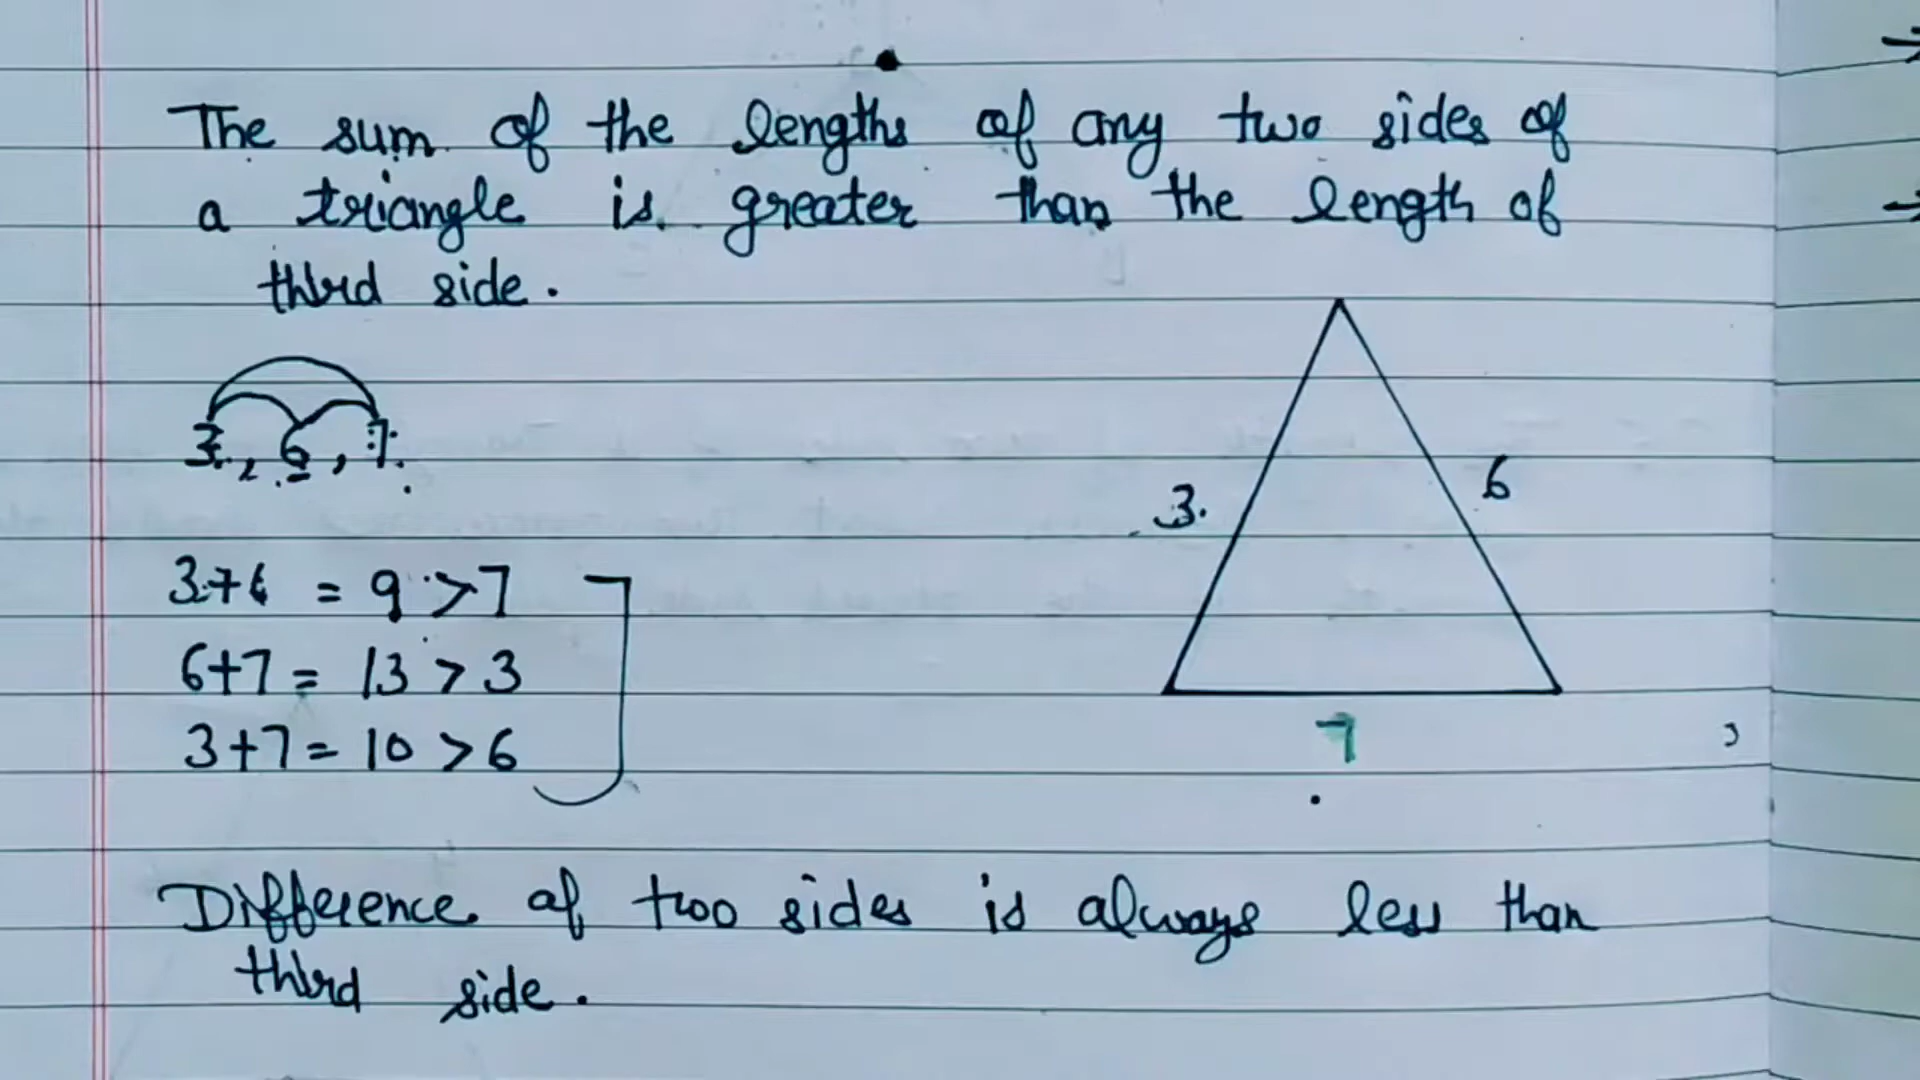 The sum of the lengths of any two sides of
a triangle is greater than the length of
third side.
3, 6, 7
3
6
3+6 = 9 > 7
6+7 = 13 > 3
3+7 = 10 > 6
7
Difference of two sides is always less than
third side.